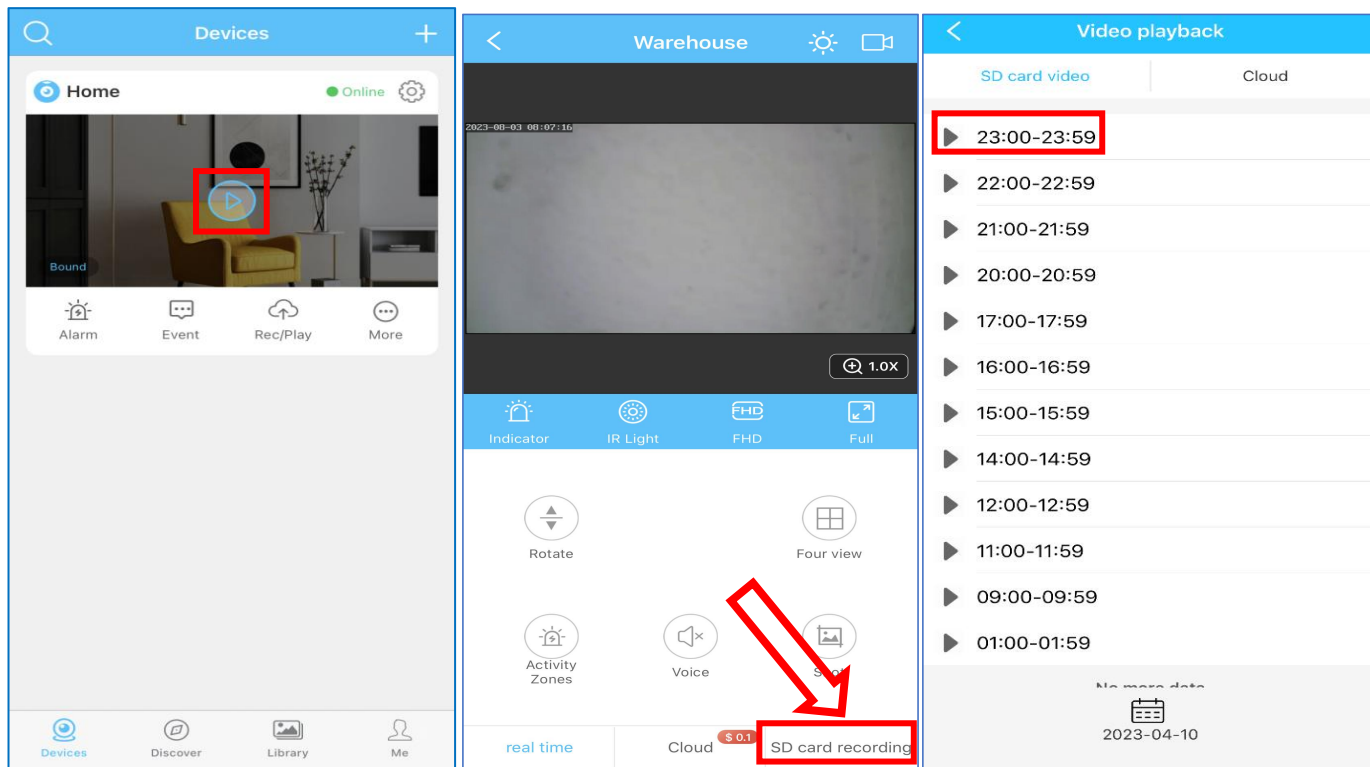 Devices
Home
Online
Bound
Alarm
Event
Rec/Play
More
Devices
Discover
Library
Me
Warehouse
2023-08-03 08:07:16
1.0X
Indicator
IR Light
FHD
FHD
Full
Rotate
Four view
Activity
Zones
Voice
real time
Cloud
$ 0.1
SD card recording
Video playback
SD card video
Cloud
23:00-23:59
22:00-22:59
21:00-21:59
20:00-20:59
17:00-17:59
16:00-16:59
15:00-15:59
14:00-14:59
12:00-12:59
11:00-11:59
09:00-09:59
01:00-01:59
No more data
2023-04-10